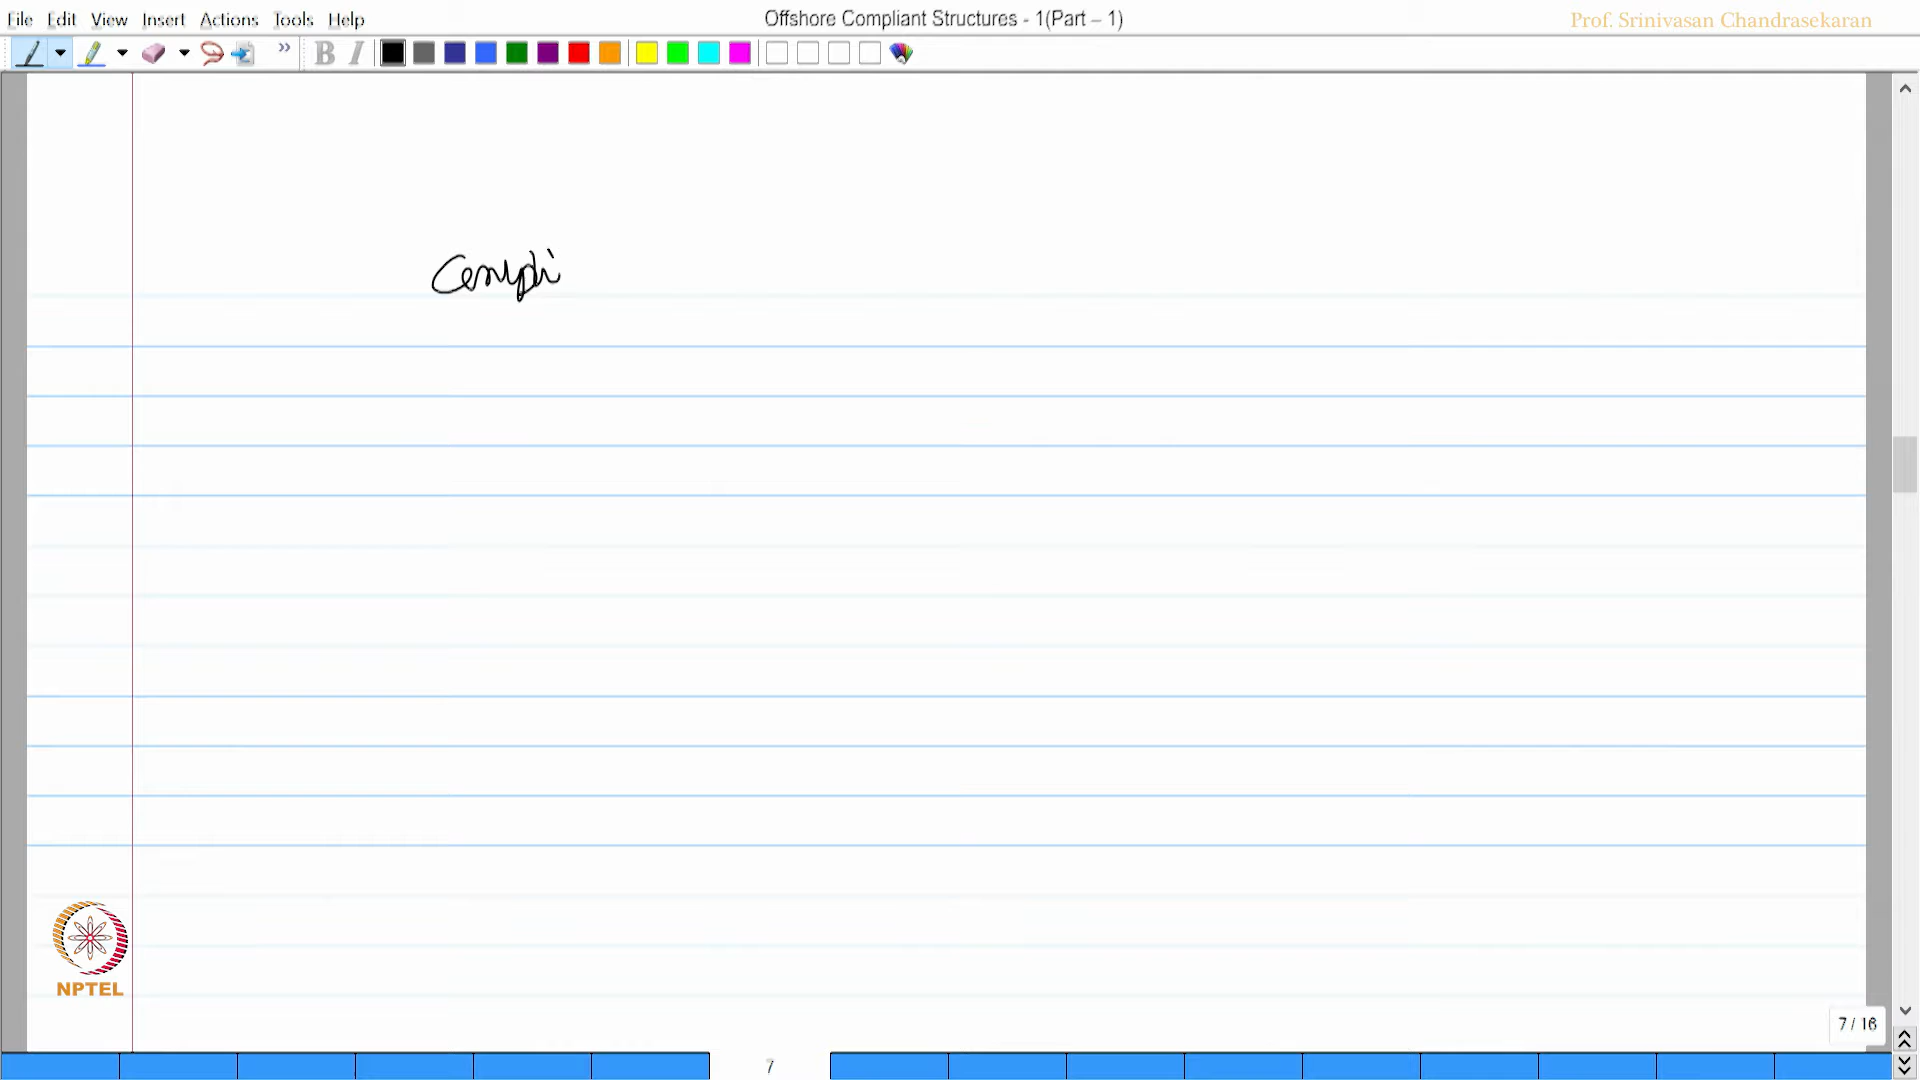 File Edit View Insert Actions Tools Help
Offshore Compliant Structures - 1(Part – 1)
Prof. Srinivasan Chandrasekaran
B I
Compli
NPTEL
7 / 16
7